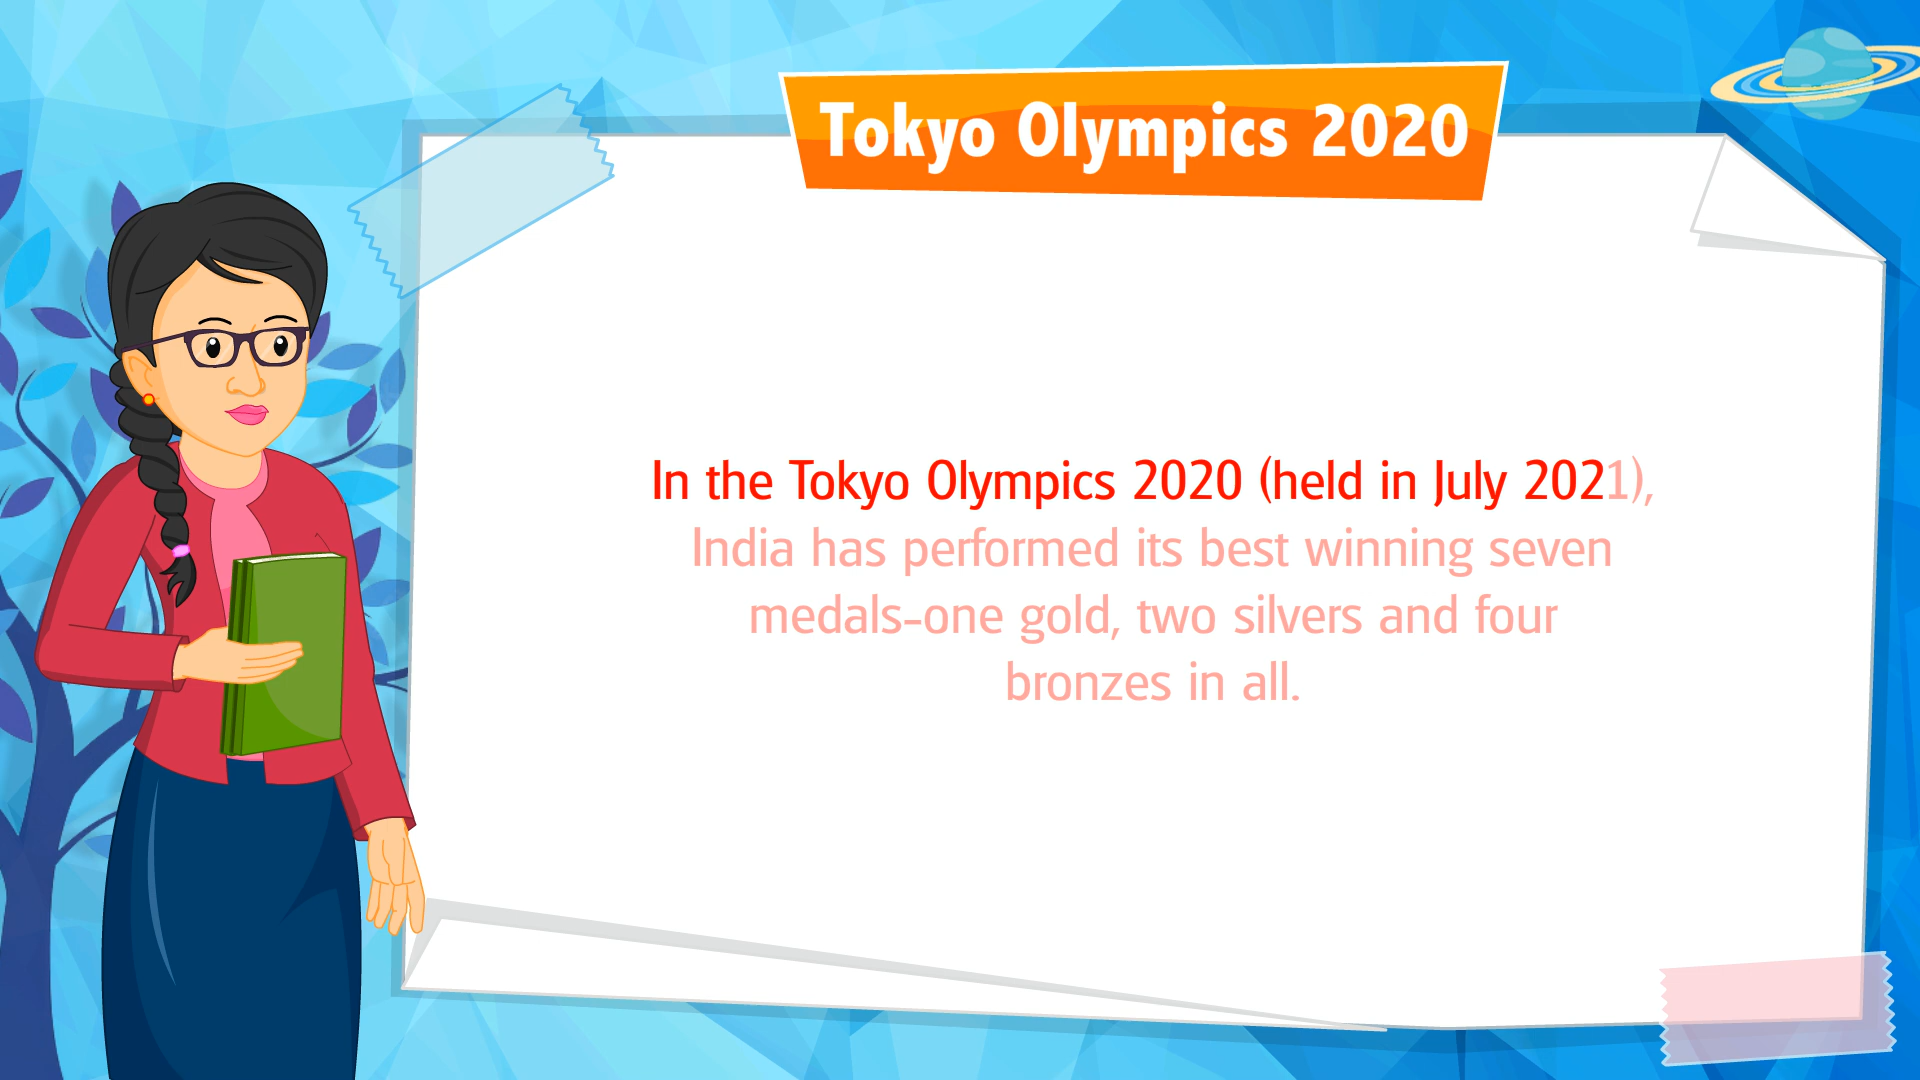 Tokyo Olympics 2020
In the Tokyo Olympics 2020 (held in July 2021),
India has performed its best winning seven
medals-one gold, two silvers and four
bronzes in all.